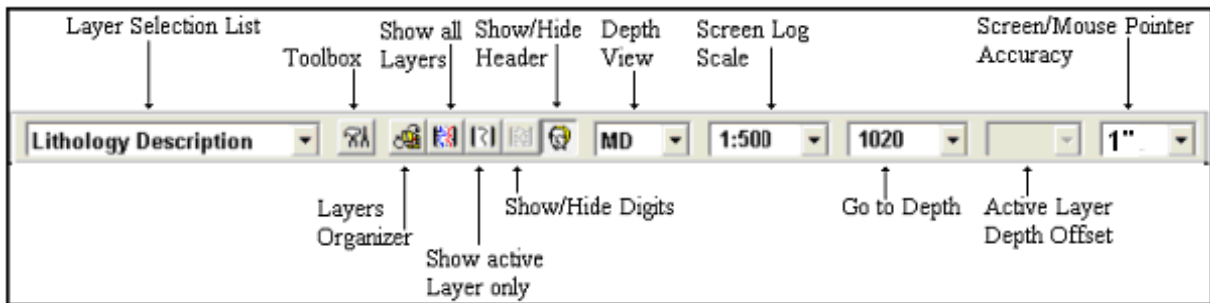 Layer Selection List
Toolbox
Show all
Layers
Show/Hide
Header
Depth
View
Screen Log
Scale
Screen/Mouse Pointer
Accuracy
Lithology Description
MD
1:500
1020
1"
Layers
Organizer
Show active
Layer only
Show/Hide Digits
Go to Depth
Active Layer
Depth Offset